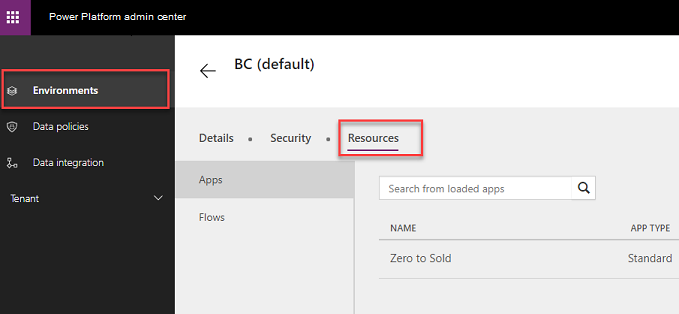 Power Platform admin center
BC (default)
Environments
Data policies
Data integration
Tenant
Details • Security • Resources
Apps
Flows
Search from loaded apps
NAME APP TYPE
Zero to Sold Standard